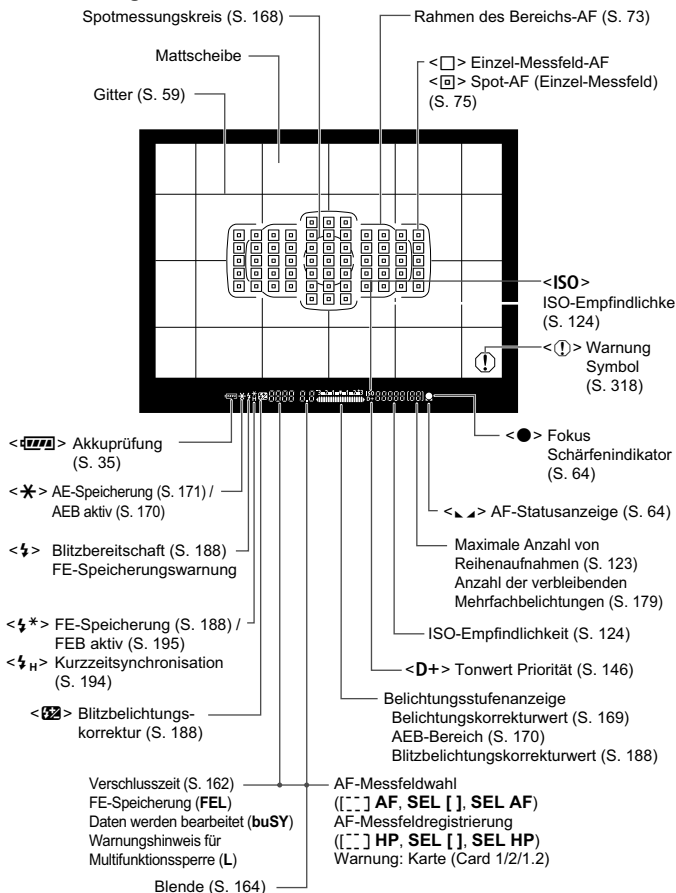 Spotmessungskreis (S. 168)
Rahmen des Bereichs-AF (S. 73)
Mattscheibe
<□> Einzel-Messfeld-AF
<▣> Spot-AF (Einzel-Messfeld)
(S. 75)
Gitter (S. 59)
<ISO>
ISO-Empfindlichke
(S. 124)
<!> Warnung
Symbol
(S. 318)
<●> Fokus
Schärfenindikator
(S. 64)
Akkuprüfung
(S. 35)
<✱> AE-Speicherung (S. 171) /
AEB aktiv (S. 170)
AF-Statusanzeige (S. 64)
<⚡> Blitzbereitschaft (S. 188)
FE-Speicherungswarnung
Maximale Anzahl von
Reihenaufnahmen (S. 123)
Anzahl der verbleibenden
Mehrfachbelichtungen (S. 179)
<⚡*> FE-Speicherung (S. 188) /
FEB aktiv (S. 195)
<⚡H> Kurzzeitsynchronisation
(S. 194)
ISO-Empfindlichkeit (S. 124)
<D+> Tonwert Priorität (S. 146)
Blitzbelichtungs-
korrektur (S. 188)
Belichtungsstufenanzeige
Belichtungskorrekturwert (S. 169)
AEB-Bereich (S. 170)
Blitzbelichtungskorrekturwert (S. 188)
Verschlusszeit (S. 162)
FE-Speicherung (FEL)
Daten werden bearbeitet (buSY)
Warnungshinweis für
Multifunktionssperre (L)
Blende (S. 164)
AF-Messfeldwahl
([ ] AF, SEL [ ], SEL AF)
AF-Messfeldregistrierung
([ ] HP, SEL [ ], SEL HP)
Warnung: Karte (Card 1/2/1.2)